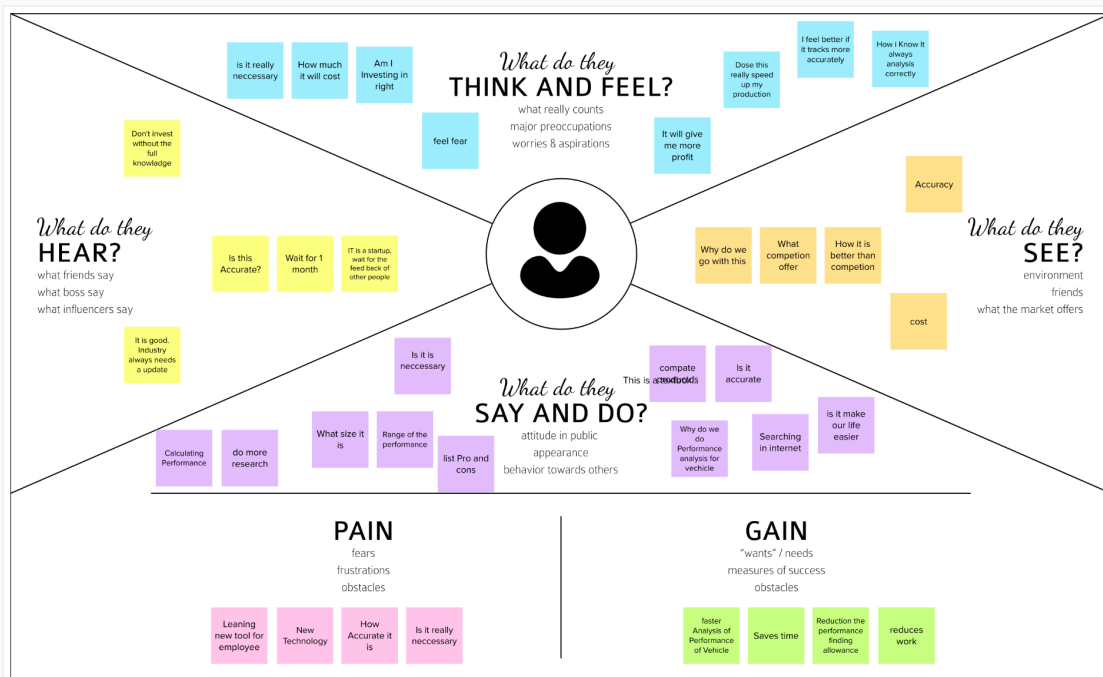 What do they
THINK AND FEEL?
what really counts
major preoccupations
worries & aspirations
is it really
neccessary
How much
it will cost
Am I
Investing in
right
feel fear
Dose this
really speed
up my
production
I feel better if
it tracks more
accurately
How i Know It
always
analysis
correctly
It will give
me more
profit
What do they
HEAR?
what friends say
what boss say
what influencers say
Don't invest
without the
full
knowladge
Is this
Accurate?
Wait for 1
month
IT is a startup,
wait for the
feed back of
other people
It is good.
Industry
always needs
a update
What do they
SEE?
environment
friends
what the market offers
Accuracy
Why do we
go with this
What
competion
offer
How it is
better than
competion
cost
What do they
SAY AND DO?
attitude in public
appearance
behavior towards others
Is it is
neccessary
What size it
is
Range of the
performance
list Pro and
cons
Calculating
Performance
do more
research
compate
This is a
Is it
accurate
Why do we
do
Performance
analysis for
vechicle
Searching
in internet
is it make
our life
easier
PAIN
fears
frustrations
obstacles
Leaning
new tool for
employee
New
Technology
How
Accurate it
is
Is it really
neccessary
GAIN
"wants" / needs
measures of success
obstacles
faster
Analysis of
Performance
of Vehicle
Saves time
Reduction the
performance
finding
allowance
reduces
work